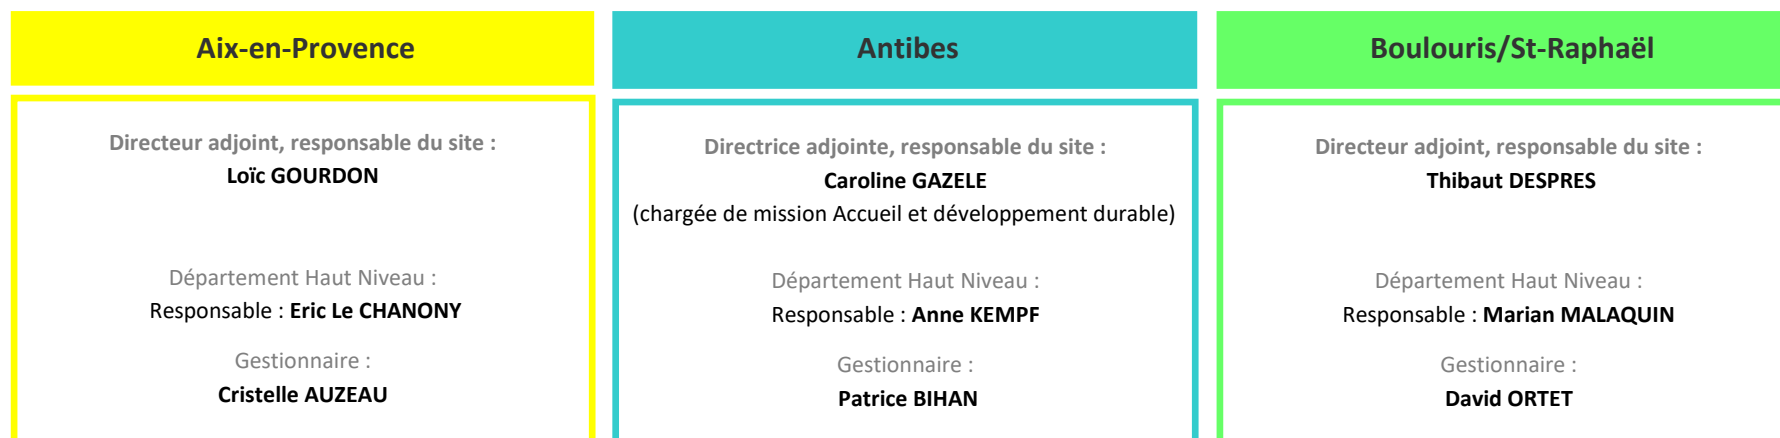 Aix-en-Provence
Directeur adjoint, responsable du site :
Loïc GOURDON
Département Haut Niveau :
Responsable : Eric Le CHANONY
Gestionnaire :
Cristelle AUZEAU
Antibes
Directrice adjointe, responsable du site :
Caroline GAZELE
(chargée de mission Accueil et développement durable)
Département Haut Niveau :
Responsable : Anne KEMPF
Gestionnaire :
Patrice BIHAN
Boulouris/St-Raphaël
Directeur adjoint, responsable du site :
Thibaut DESPRES
Département Haut Niveau :
Responsable : Marian MALAQUIN
Gestionnaire :
David ORTET